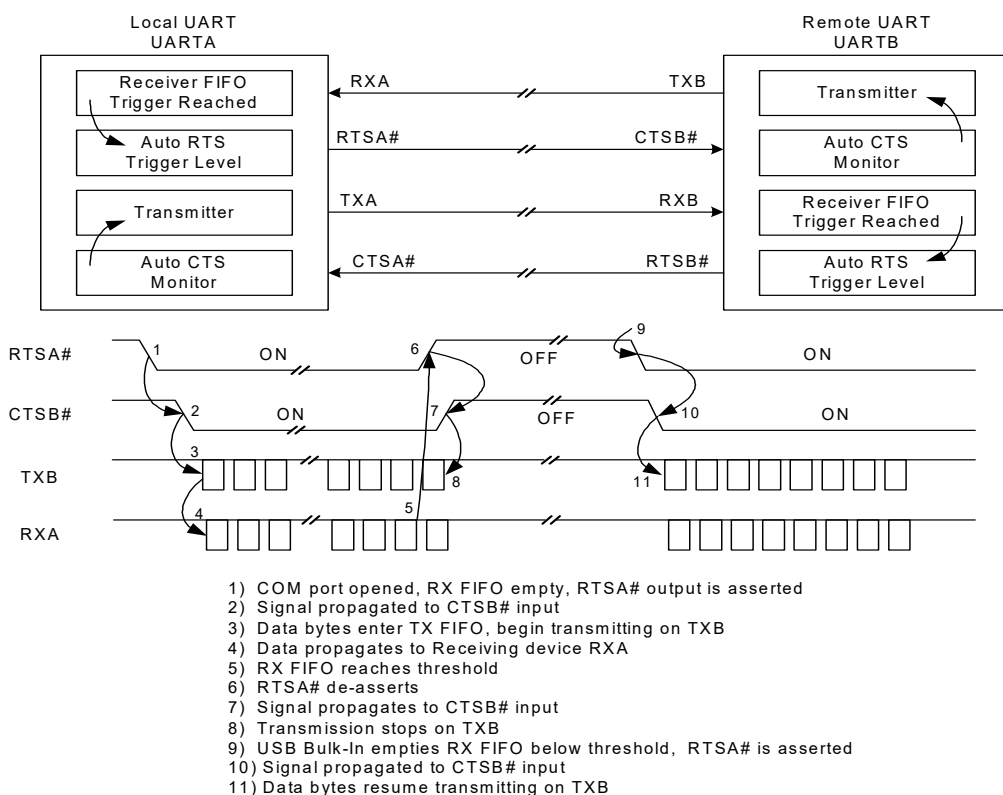 Local UART
UARTA
Remote UART
UARTB
Receiver FIFO
Trigger Reached
Auto RTS
Trigger Level
Transmitter
Auto CTS
Monitor
RXA
TXB
RTSA#
CTSB#
TXA
RXB
CTSA#
RTSB#
Transmitter
Auto CTS
Monitor
Receiver FIFO
Trigger Reached
Auto RTS
Trigger Level
RTSA#
1
ON
6
OFF
9
ON
CTSB#
2
ON
7
OFF
10
ON
TXB
3
8
11
RXA
4
5
1) COM port opened, RX FIFO empty, RTSA# output is asserted
2) Signal propagated to CTSB# input
3) Data bytes enter TX FIFO, begin transmitting on TXB
4) Data propagates to Receiving device RXA
5) RX FIFO reaches threshold
6) RTSA# de-asserts
7) Signal propagates to CTSB# input
8) Transmission stops on TXB
9) USB Bulk-In empties RX FIFO below threshold, RTSA# is asserted
10) Signal propagated to CTSB# input
11) Data bytes resume transmitting on TXB